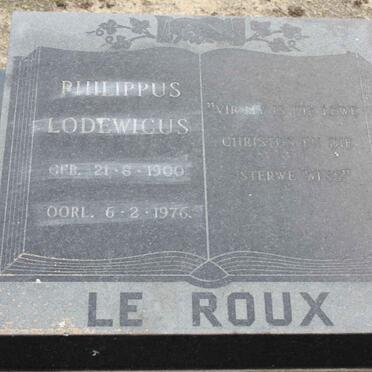 PHILIPPUS
LODEWICUS
GEB. 21-8-1900
OORL. 6-2-1976.
"VIR MY IS DIE LEWE
CHRISTUS EN DIE
STERWE WINS"
LE ROUX